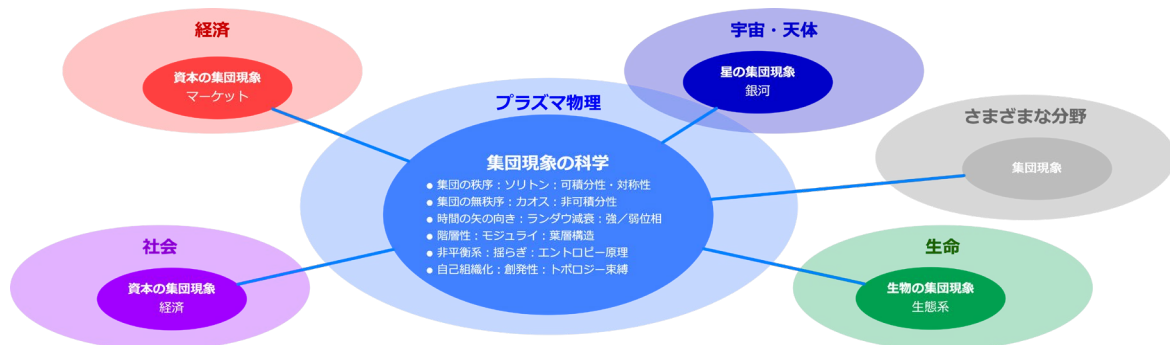 経済
資本の集団現象
マーケット
宇宙・天体
星の集団現象
銀河
プラズマ物理
集団現象の科学
● 集団の秩序：ソリトン：可積分性・対称性
● 集団の無秩序：カオス：非可積分性
● 時間の矢の向き：ランダウ減衰：強／弱位相
● 階層性：モジュライ：葉層構造
● 非平衡系：揺らぎ：エントロピー原理
● 自己組織化：創発性：トポロジー束縛
さまざまな分野
集団現象
社会
資本の集団現象
経済
生命
生物の集団現象
生態系